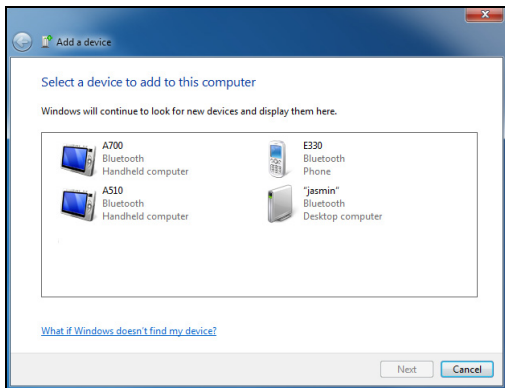 Add a device
Select a device to add to this computer
Windows will continue to look for new devices and display them here.
A700
Bluetooth
Handheld computer
E330
Bluetooth
Phone
A510
Bluetooth
Handheld computer
"jasmin"
Bluetooth
Desktop computer
What if Windows doesn't find my device?
Next
Cancel